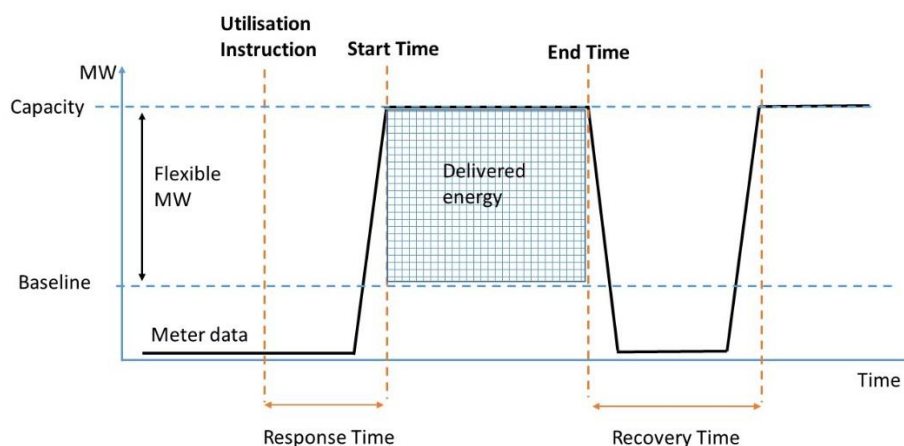 Utilisation
Instruction
Start Time
End Time
MW
Capacity
Flexible
MW
Delivered
energy
Baseline
Meter data
Time
Response Time
Recovery Time